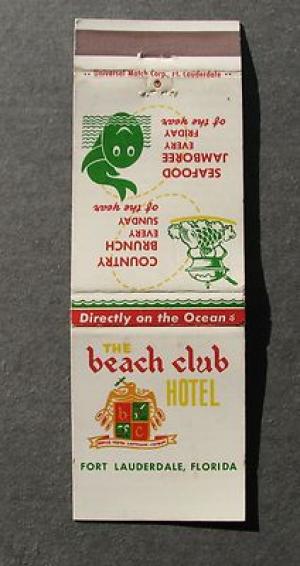 Universal Match Corp., Ft. Lauderdale
SEAFOOD
JAMBOREE
EVERY
FRIDAY
of the year
COUNTRY
BRUNCH
EVERY
SUNDAY
of the year
Directly on the Ocean
THE
beach club
HOTEL
b
c
FORT LAUDERDALE, FLORIDA